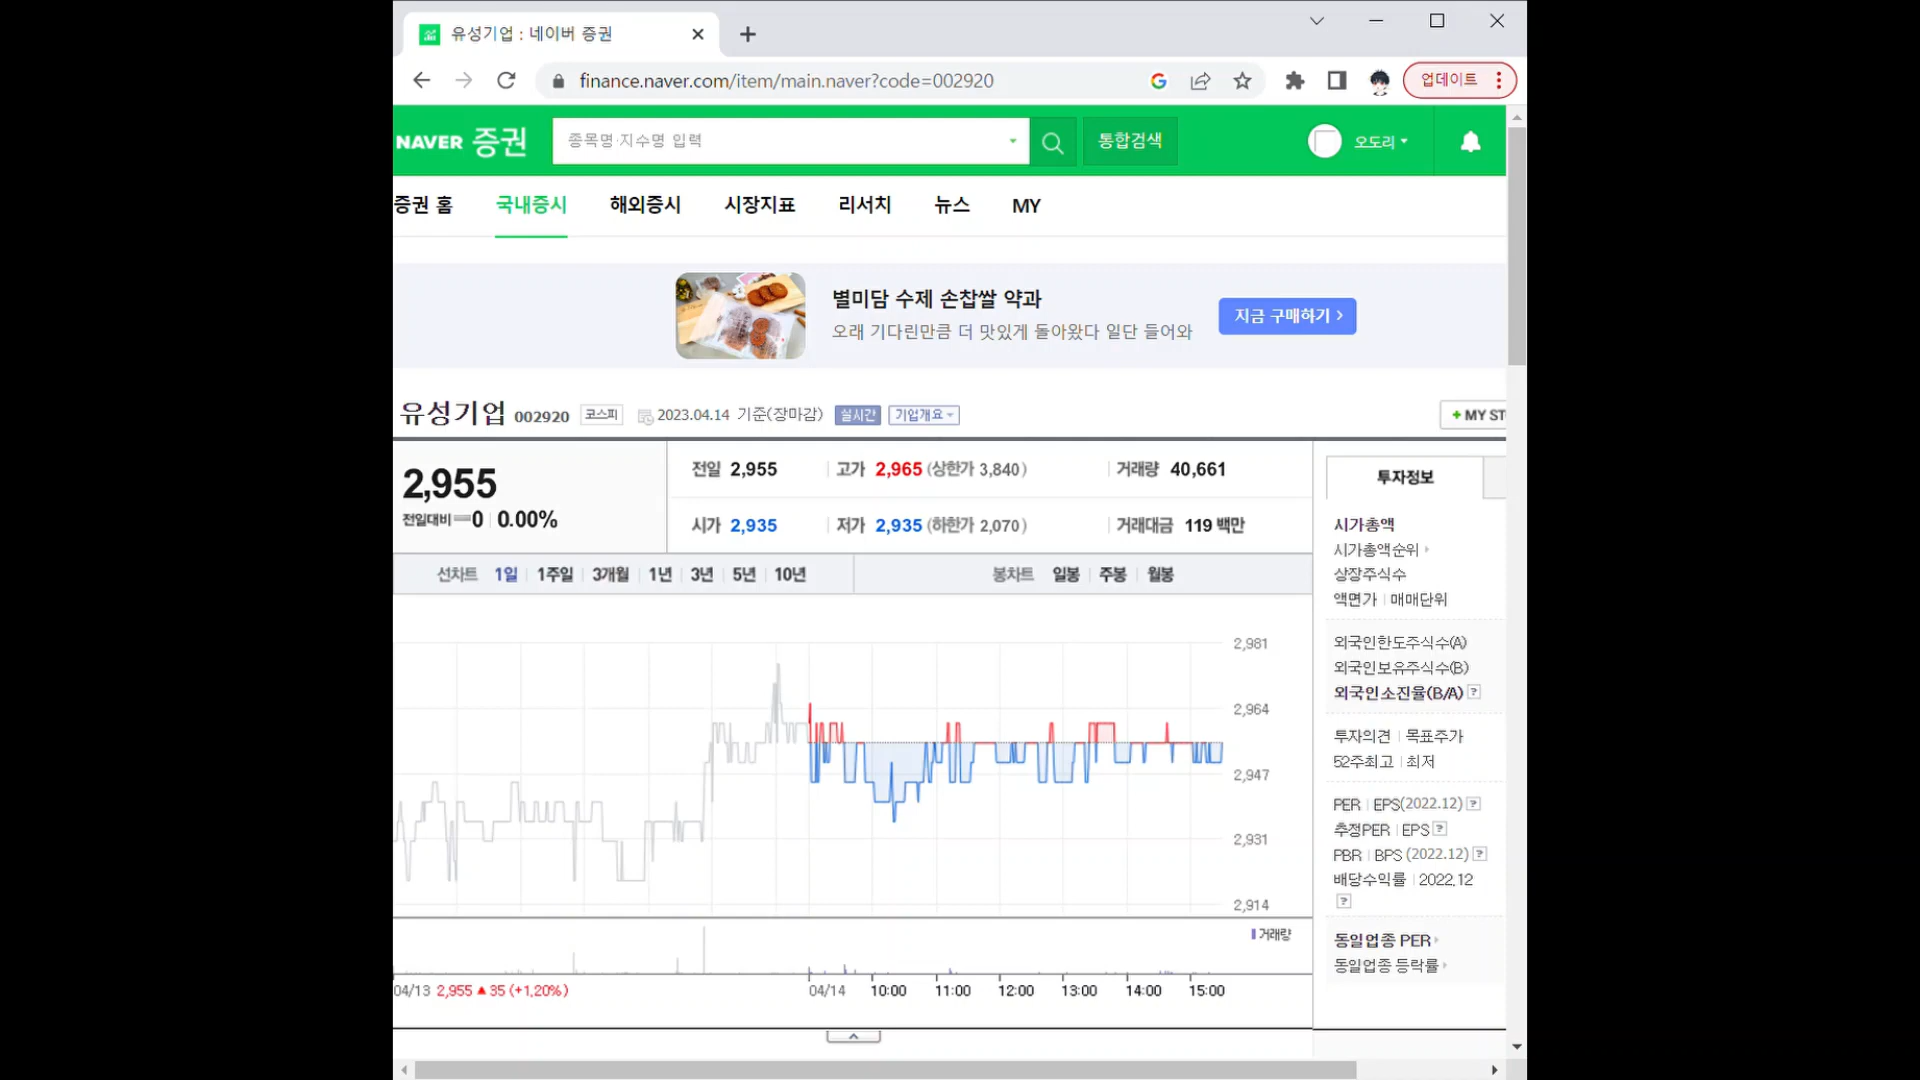 유성기업 : 네이버 증권
finance.naver.com/item/main.naver?code=002920
업데이트
NAVER 증권
종목명·지수명 입력
통합검색
오도리
증권 홈
국내증시
해외증시
시장지표
리서치
뉴스
MY
별미담 수제 손찹쌀 약과
오래 기다린만큼 더 맛있게 돌아왔다 일단 들어와
지금 구매하기 >
유성기업 002920 코스피 2023.04.14 기준(장마감) 실시간 기업개요
+ MY ST
2,955
전일대비 0 0.00%
전일 2,955 고가 2,965 (상한가 3,840) 거래량 40,661
시가 2,935 저가 2,935 (하한가 2,070) 거래대금 119 백만
선차트 1일 1주일 3개월 1년 3년 5년 10년
봉차트 일봉 주봉 월봉
2,981
2,964
2,947
2,931
2,914
거래량
04/13 2,955 ▲ 35 (+1,20%)
04/14 10:00 11:00 12:00 13:00 14:00 15:00
투자정보
시가총액
시가총액순위
상장주식수
액면가 매매단위
외국인한도주식수(A)
외국인보유주식수(B)
외국인소진율(B/A) ?
투자의견 목표주가
52주최고 최저
PER EPS(2022.12) ?
추정PER EPS ?
PBR BPS (2022.12) ?
배당수익률 2022.12
?
동일업종 PER
동일업종 등락률